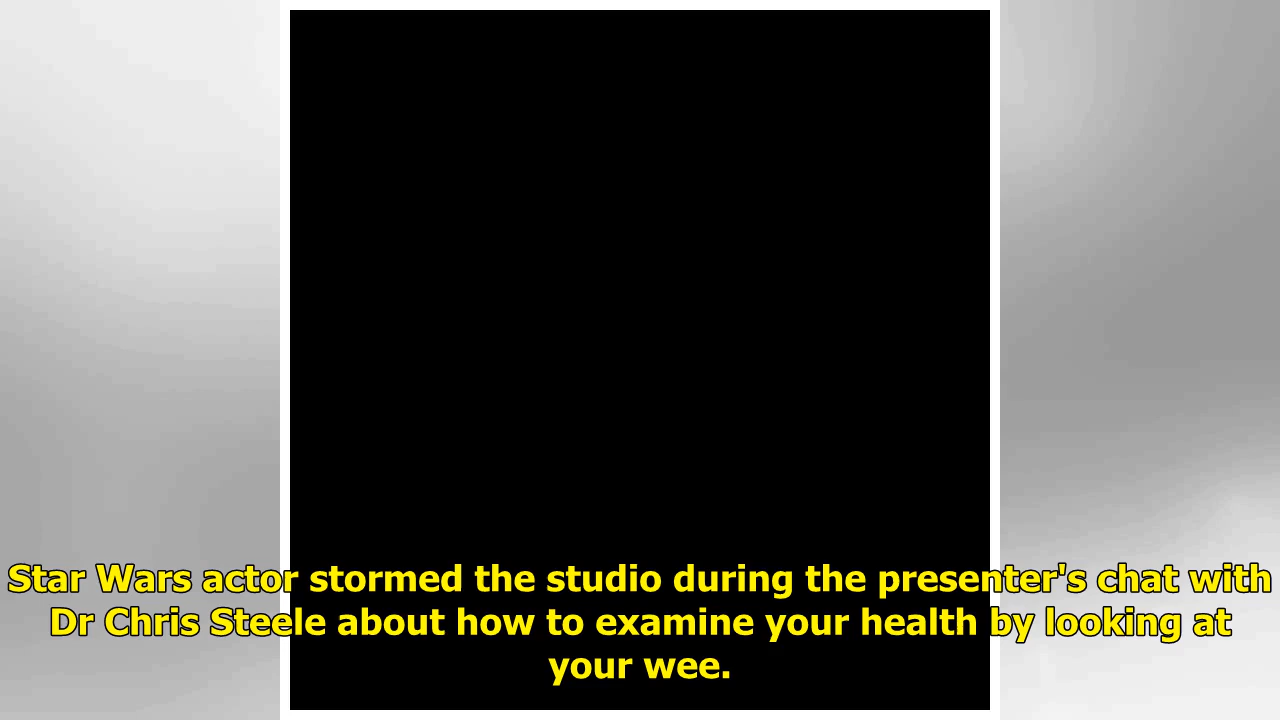 Star Wars actor stormed the studio during the presenter's chat with
Dr Chris Steele about how to examine your health by looking at
your wee.